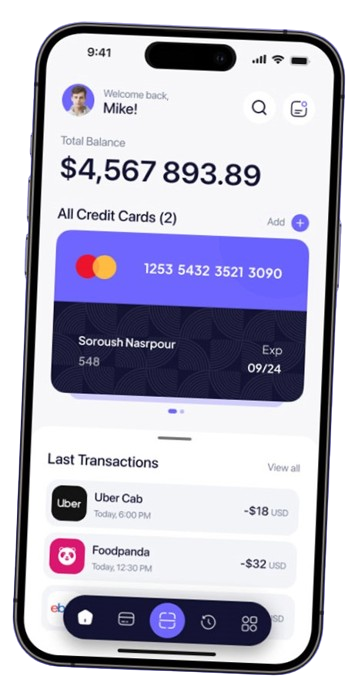 9:41
Welcome back,
Mike!
Total Balance
$4,567 893.89
All Credit Cards (2)
Add
1253 5432 3521 3090
Soroush Nasrpour
548
Exp
09/24
Last Transactions
View all
Uber
Uber Cab
Today, 6:00 PM
-$18 USD
Foodpanda
Today, 12:30 PM
-$32 USD
eb
SD